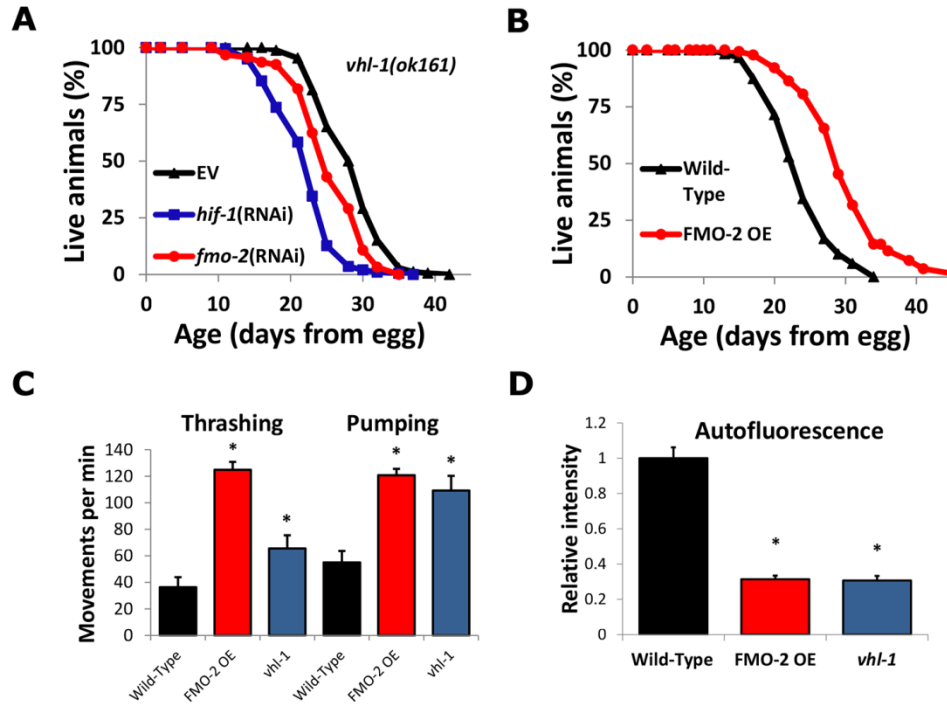 A
vhl-1(ok161)
Live animals (%)
100
75
50
25
0
EV
hif-1(RNAi)
fmo-2(RNAi)
0 10 20 30 40
Age (days from egg)
B
Live animals (%)
100
75
50
25
0
Wild-
Type
FMO-2 OE
0 10 20 30 40
Age (days from egg)
C
Thrashing Pumping
Movements per min
140
120
100
80
60
40
20
0
* * * *
Wild-Type FMO-2 OE vhl-1 Wild-Type FMO-2 OE vhl-1
D
Autofluorescence
Relative intensity
1.2
1
0.8
0.6
0.4
0.2
0
* *
Wild-Type FMO-2 OE vhl-1